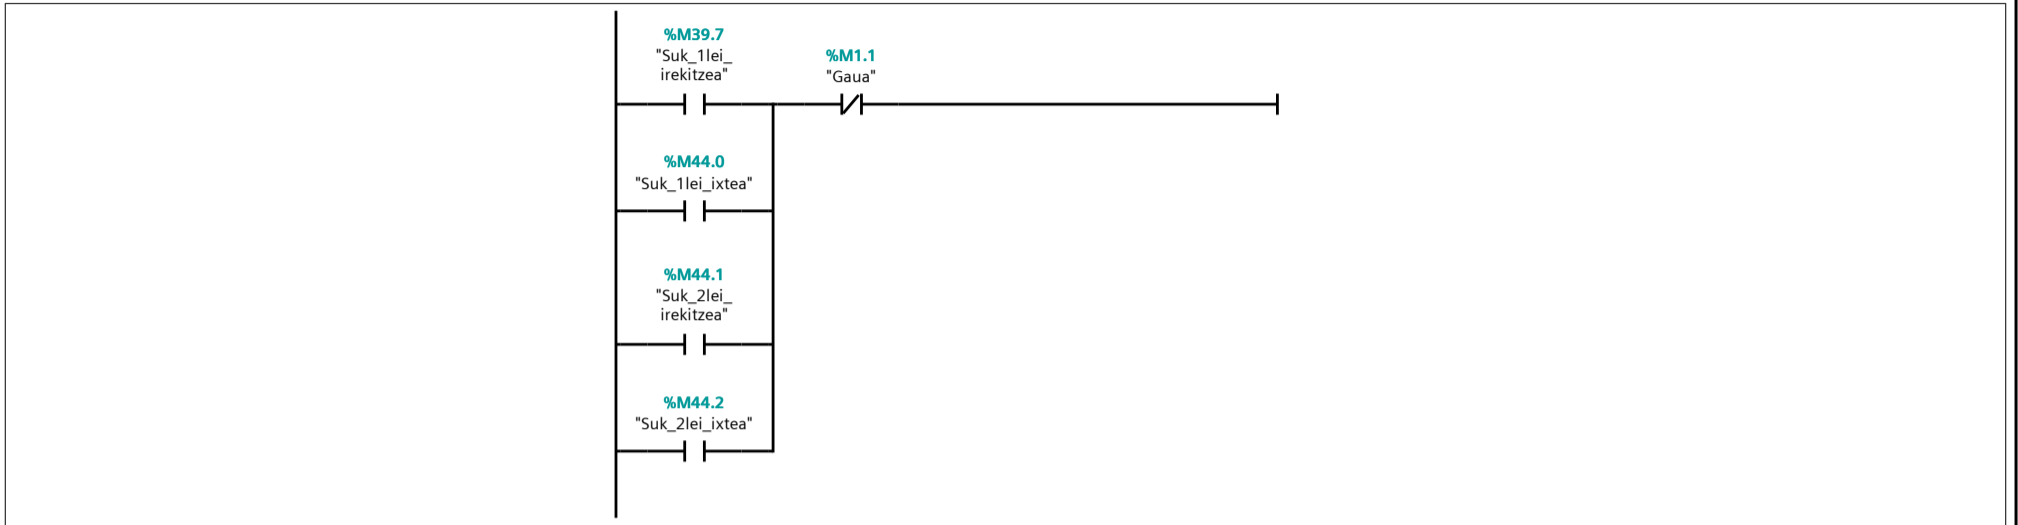 %M39.7
"Suk_1lei_
irekitzea"
%M1.1
"Gaua"
%M44.0
"Suk_1lei_ixtea"
%M44.1
"Suk_2lei_
irekitzea"
%M44.2
"Suk_2lei_ixtea"